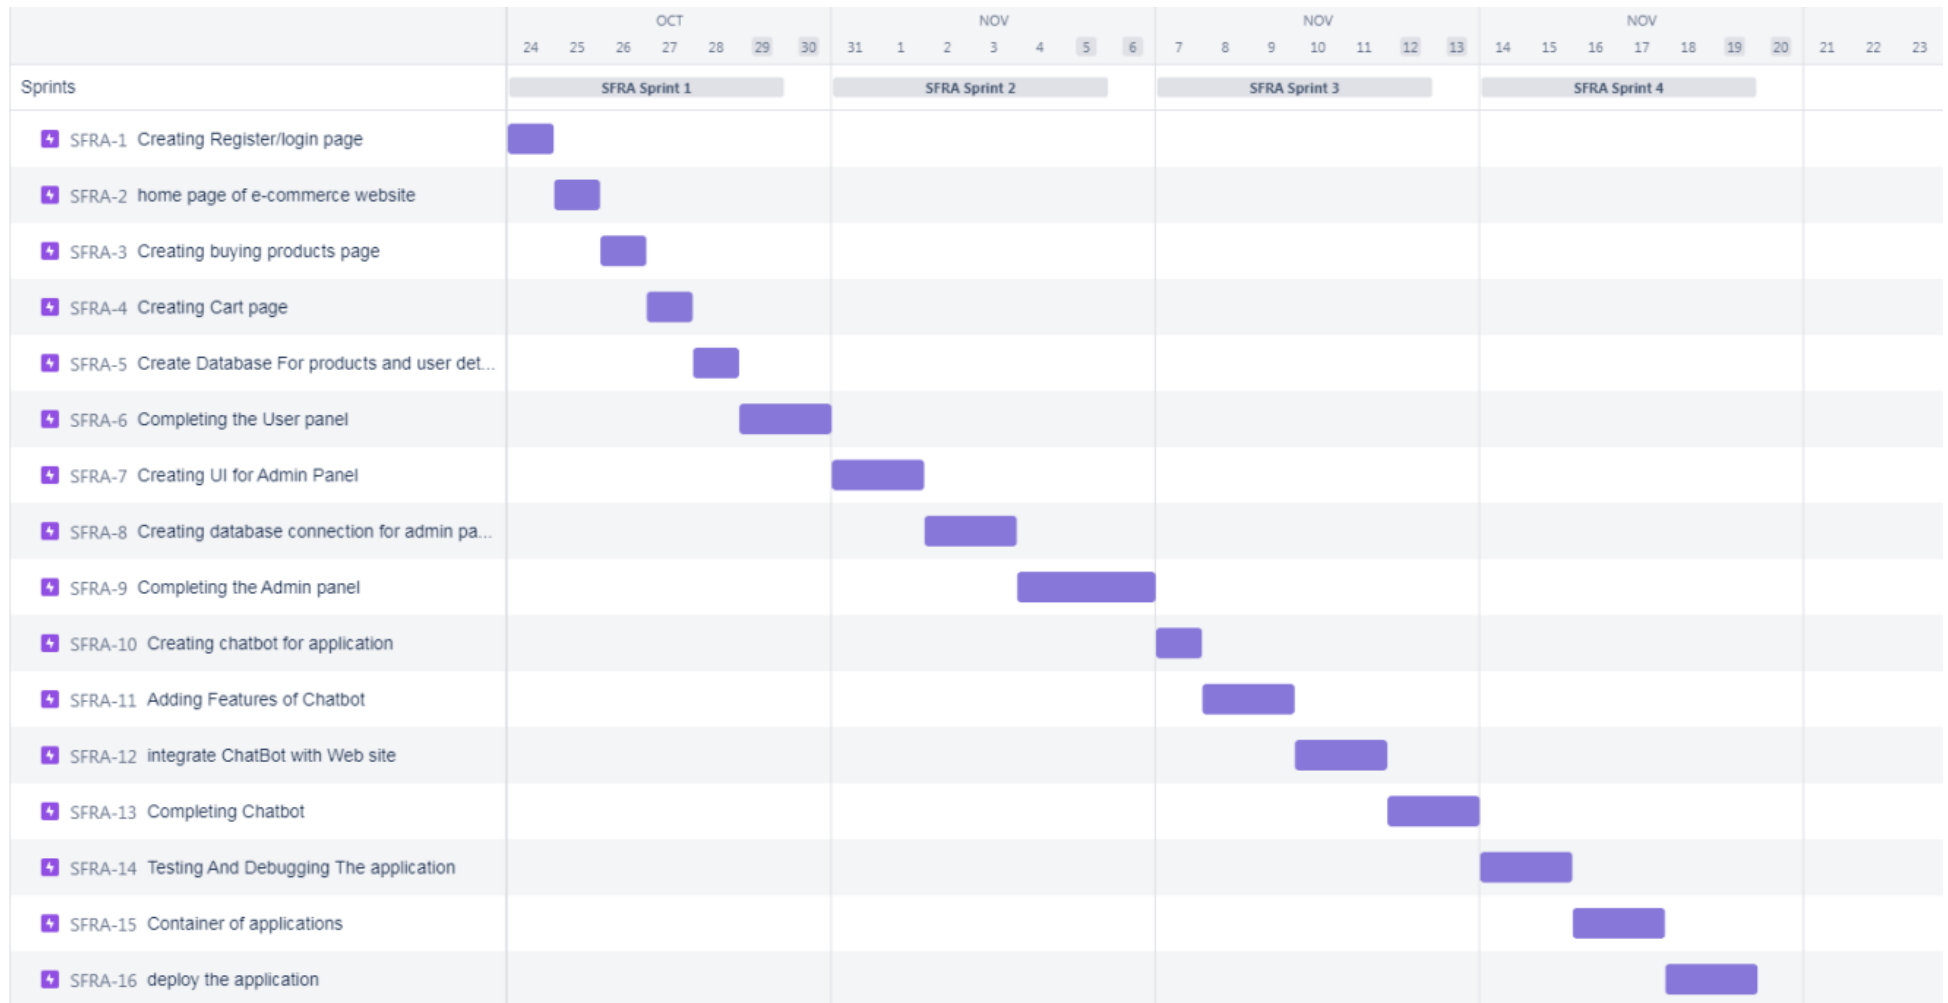 OCT NOV NOV NOV
24 25 26 27 28 29 30 31 1 2 3 4 5 6 7 8 9 10 11 12 13 14 15 16 17 18 19 20 21 22 23
Sprints SFRA Sprint 1 SFRA Sprint 2 SFRA Sprint 3 SFRA Sprint 4
SFRA-1 Creating Register/login page
SFRA-2 home page of e-commerce website
SFRA-3 Creating buying products page
SFRA-4 Creating Cart page
SFRA-5 Create Database For products and user det...
SFRA-6 Completing the User panel
SFRA-7 Creating UI for Admin Panel
SFRA-8 Creating database connection for admin pa...
SFRA-9 Completing the Admin panel
SFRA-10 Creating chatbot for application
SFRA-11 Adding Features of Chatbot
SFRA-12 integrate ChatBot with Web site
SFRA-13 Completing Chatbot
SFRA-14 Testing And Debugging The application
SFRA-15 Container of applications
SFRA-16 deploy the application